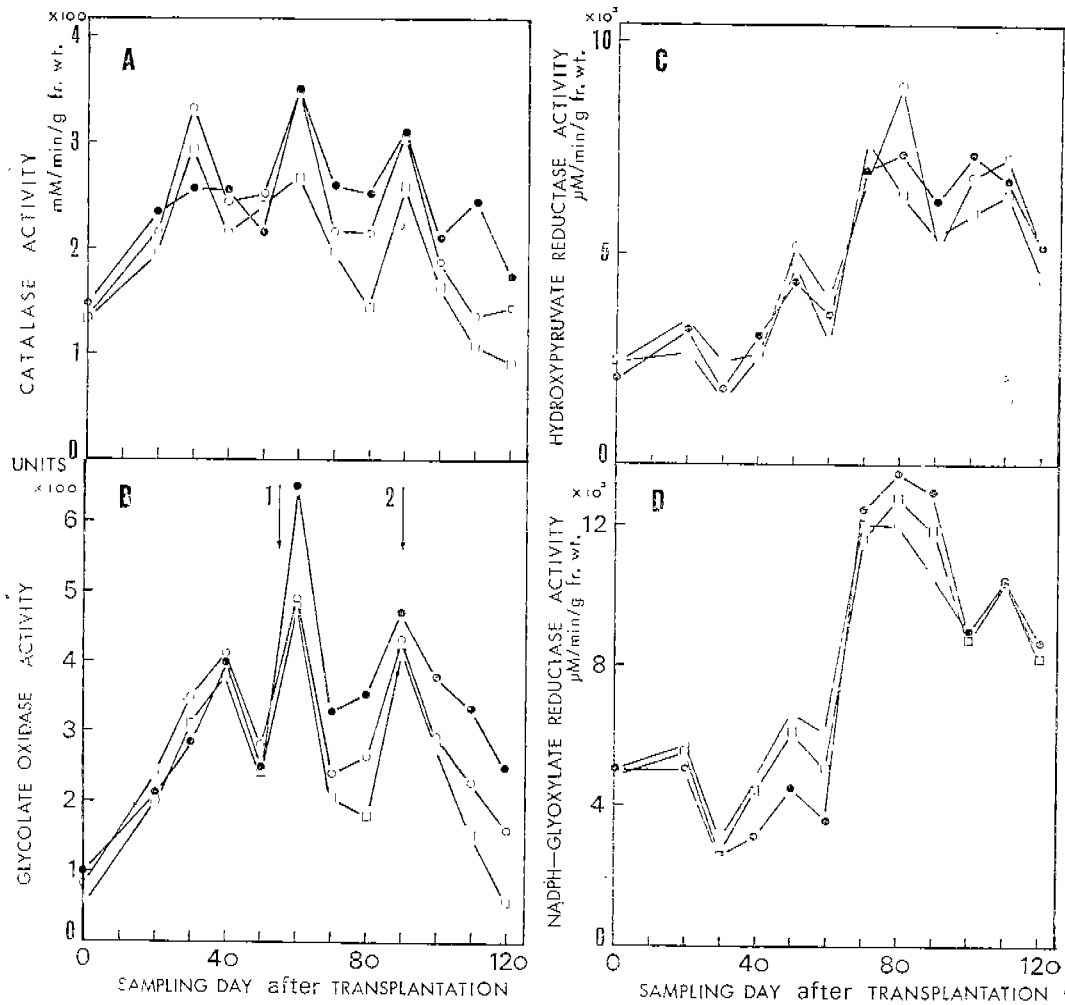 ×100
4
A
mM/min/g fr. wt.
3
2
1
0
CATALASE ACTIVITY
UNITS
×100
B
1
2
6
5
4
3
2
1
0
GLYCOLATE OXIDASE ACTIVITY
0
40
80
120
SAMPLING DAY after TRANSPLANTATION
×10³
10
C
µM/min/g fr. wt.
5
0
HYDROXYPYRUVATE REDUCTASE ACTIVITY
×10³
D
12
8
4
0
NADPH—GLYOXYLATE REDUCTASE ACTIVITY
µM/min/g fr. wt.
0
40
80
120
SAMPLING DAY after TRANSPLANTATION